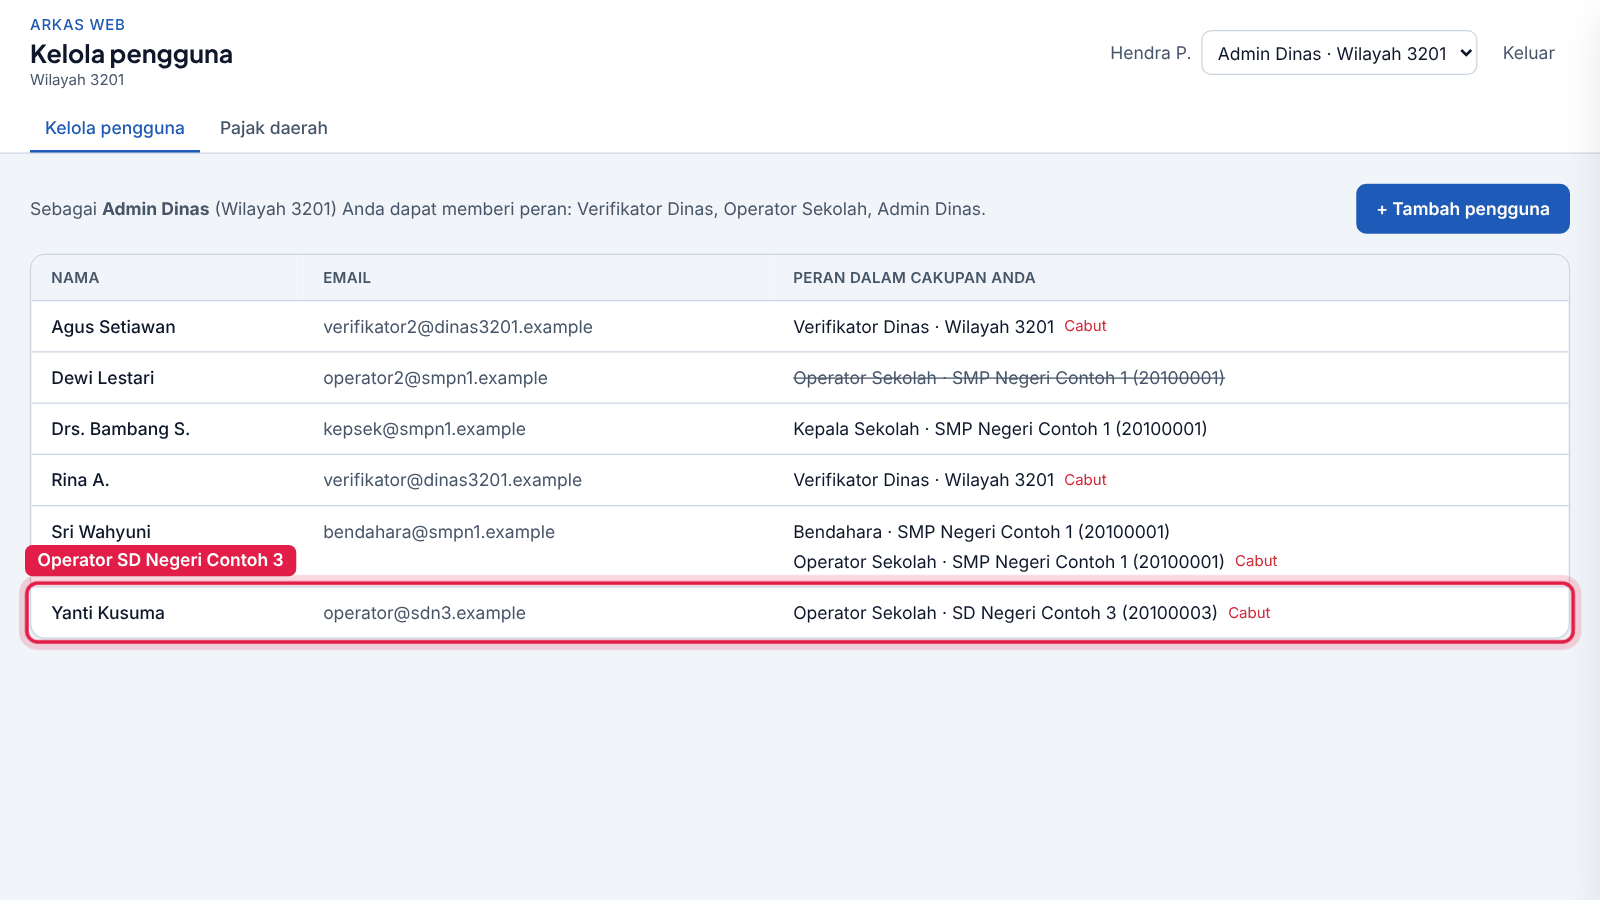 ARKAS WEB
Kelola pengguna
Wilayah 3201
Hendra P.
Admin Dinas · Wilayah 3201
Keluar
Kelola pengguna
Pajak daerah
Sebagai Admin Dinas (Wilayah 3201) Anda dapat memberi peran: Verifikator Dinas, Operator Sekolah, Admin Dinas.
+ Tambah pengguna
NAMA EMAIL PERAN DALAM CAKUPAN ANDA
Agus Setiawan verifikator2@dinas3201.example Verifikator Dinas · Wilayah 3201 Cabut
Dewi Lestari operator2@smpn1.example Operator Sekolah · SMP Negeri Contoh 1 (20100001)
Drs. Bambang S. kepsek@smpn1.example Kepala Sekolah · SMP Negeri Contoh 1 (20100001)
Rina A. verifikator@dinas3201.example Verifikator Dinas · Wilayah 3201 Cabut
Sri Wahyuni bendahara@smpn1.example Bendahara · SMP Negeri Contoh 1 (20100001)
Operator Sekolah · SMP Negeri Contoh 1 (20100001) Cabut
Operator SD Negeri Contoh 3
Yanti Kusuma operator@sdn3.example Operator Sekolah · SD Negeri Contoh 3 (20100003) Cabut